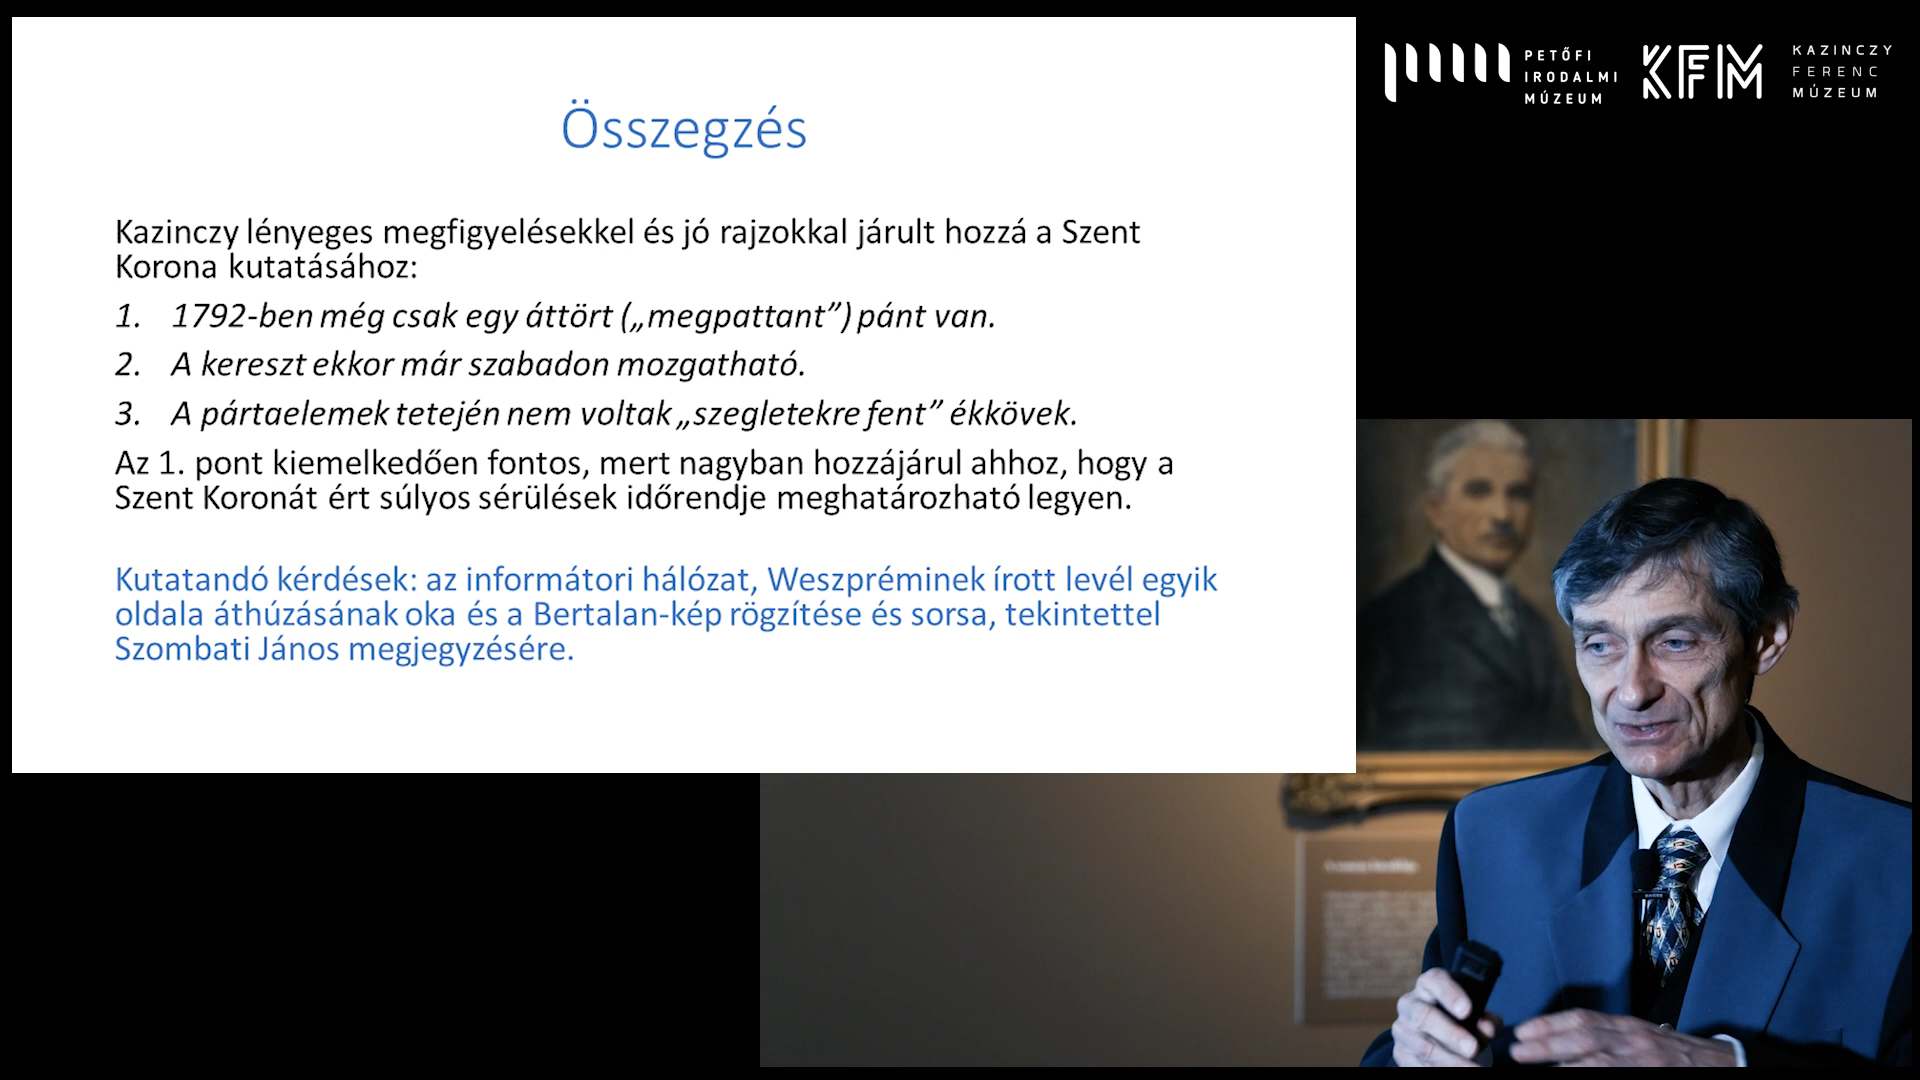 Összegzés
Kazinczy lényeges megfigyelésekkel és jó rajzokkal járult hozzá a Szent
Korona kutatásához:
1. 1792-ben még csak egy áttört („megpattant”) pánt van.
2. A kereszt ekkor már szabadon mozgatható.
3. A pártaelemek tetején nem voltak „szegletekre fent” ékkövek.
Az 1. pont kiemelkedően fontos, mert nagyban hozzájárul ahhoz, hogy a
Szent Koronát ért súlyos sérülések időrendje meghatározható legyen.
Kutatandó kérdések: az informátori hálózat, Weszpréminek írott levél egyik
oldala áthúzásának oka és a Bertalan-kép rögzítése és sorsa, tekintettel
Szombati János megjegyzésére.
PETŐFI
IRODALMI
MÚZEUM
KFM
KAZINCZY
FERENC
MÚZEUM